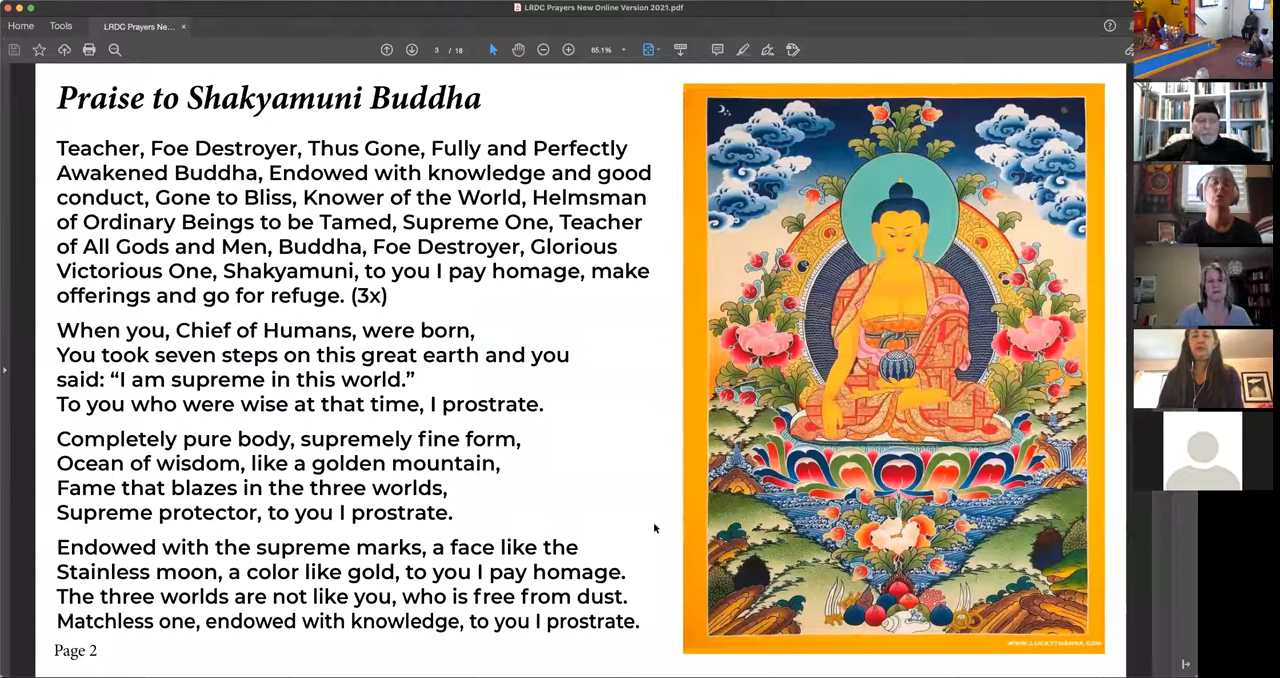 LRDC Prayers New Online Version 2021.pdf
Home Tools LRDC Prayers Ne... ×
3 / 18 65.1%
Praise to Shakyamuni Buddha
Teacher, Foe Destroyer, Thus Gone, Fully and Perfectly
Awakened Buddha, Endowed with knowledge and good
conduct, Gone to Bliss, Knower of the World, Helmsman
of Ordinary Beings to be Tamed, Supreme One, Teacher
of All Gods and Men, Buddha, Foe Destroyer, Glorious
Victorious One, Shakyamuni, to you I pay homage, make
offerings and go for refuge. (3x)
When you, Chief of Humans, were born,
You took seven steps on this great earth and you
said: “I am supreme in this world.”
To you who were wise at that time, I prostrate.
Completely pure body, supremely fine form,
Ocean of wisdom, like a golden mountain,
Fame that blazes in the three worlds,
Supreme protector, to you I prostrate.
Endowed with the supreme marks, a face like the
Stainless moon, a color like gold, to you I pay homage.
The three worlds are not like you, who is free from dust.
Matchless one, endowed with knowledge, to you I prostrate.
Page 2